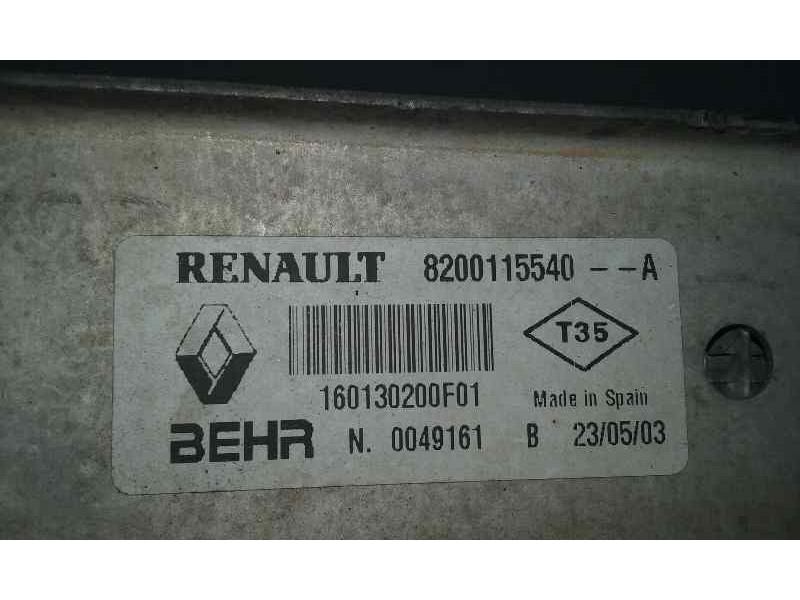 RENAULT 8200115540 - - A
T35
160130200F01 Made in Spain
BEHR N. 0049161 B 23/05/03